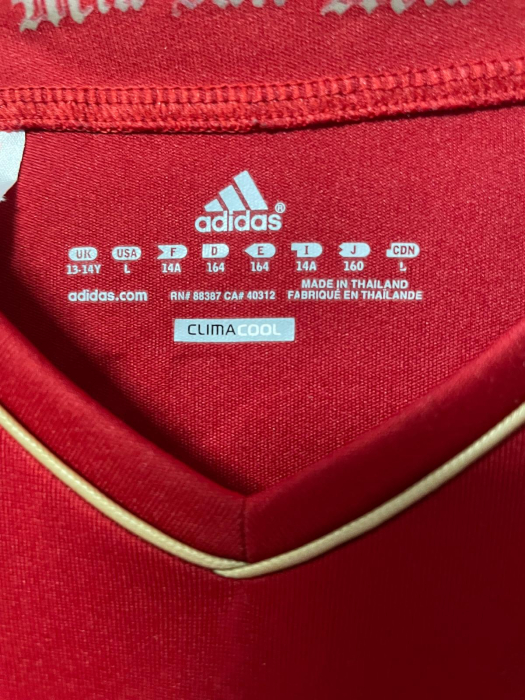 adidas®
UK USA F D E I J CDN
13-14Y L 14A 164 164 14A 160 L
adidas.com RN# 88387 CA# 40312 MADE IN THAILAND
FABRIQUÉ EN THAÏLANDE
CLIMACOOL